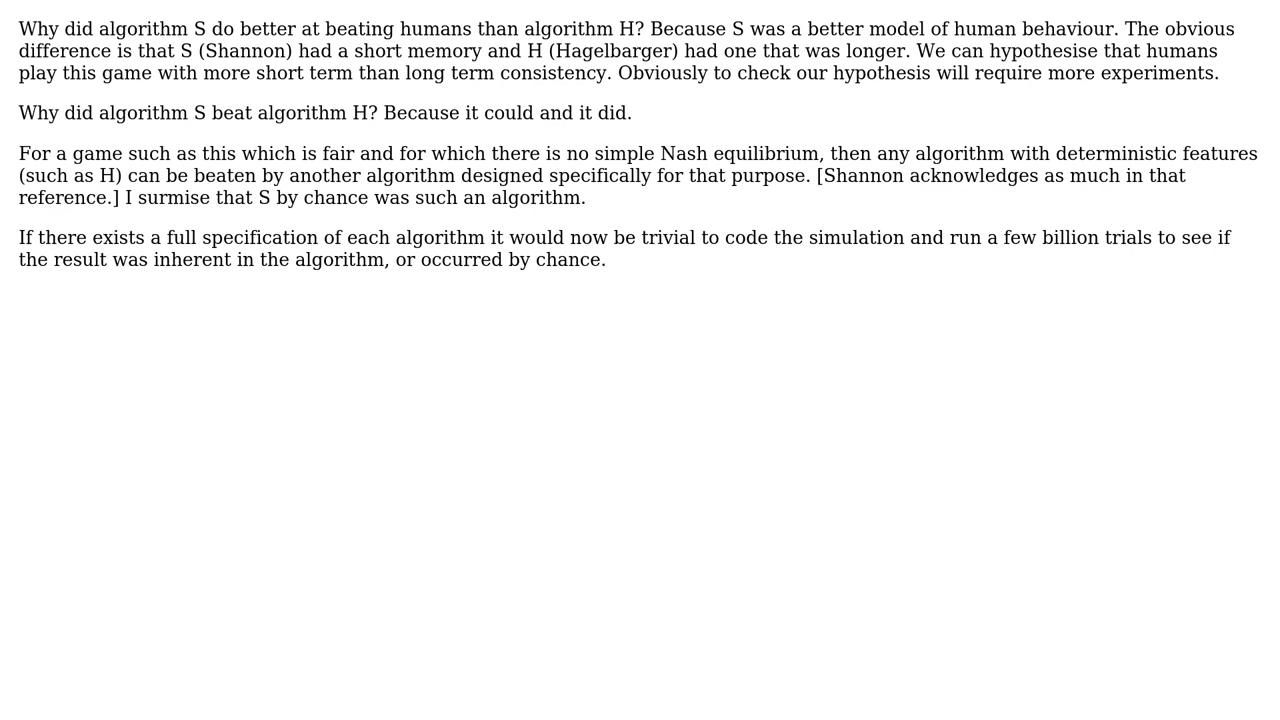 Why did algorithm S do better at beating humans than algorithm H? Because S was a better model of human behaviour. The obvious
difference is that S (Shannon) had a short memory and H (Hagelbarger) had one that was longer. We can hypothesise that humans
play this game with more short term than long term consistency. Obviously to check our hypothesis will require more experiments.
Why did algorithm S beat algorithm H? Because it could and it did.
For a game such as this which is fair and for which there is no simple Nash equilibrium, then any algorithm with deterministic features
(such as H) can be beaten by another algorithm designed specifically for that purpose. [Shannon acknowledges as much in that
reference.] I surmise that S by chance was such an algorithm.
If there exists a full specification of each algorithm it would now be trivial to code the simulation and run a few billion trials to see if
the result was inherent in the algorithm, or occurred by chance.